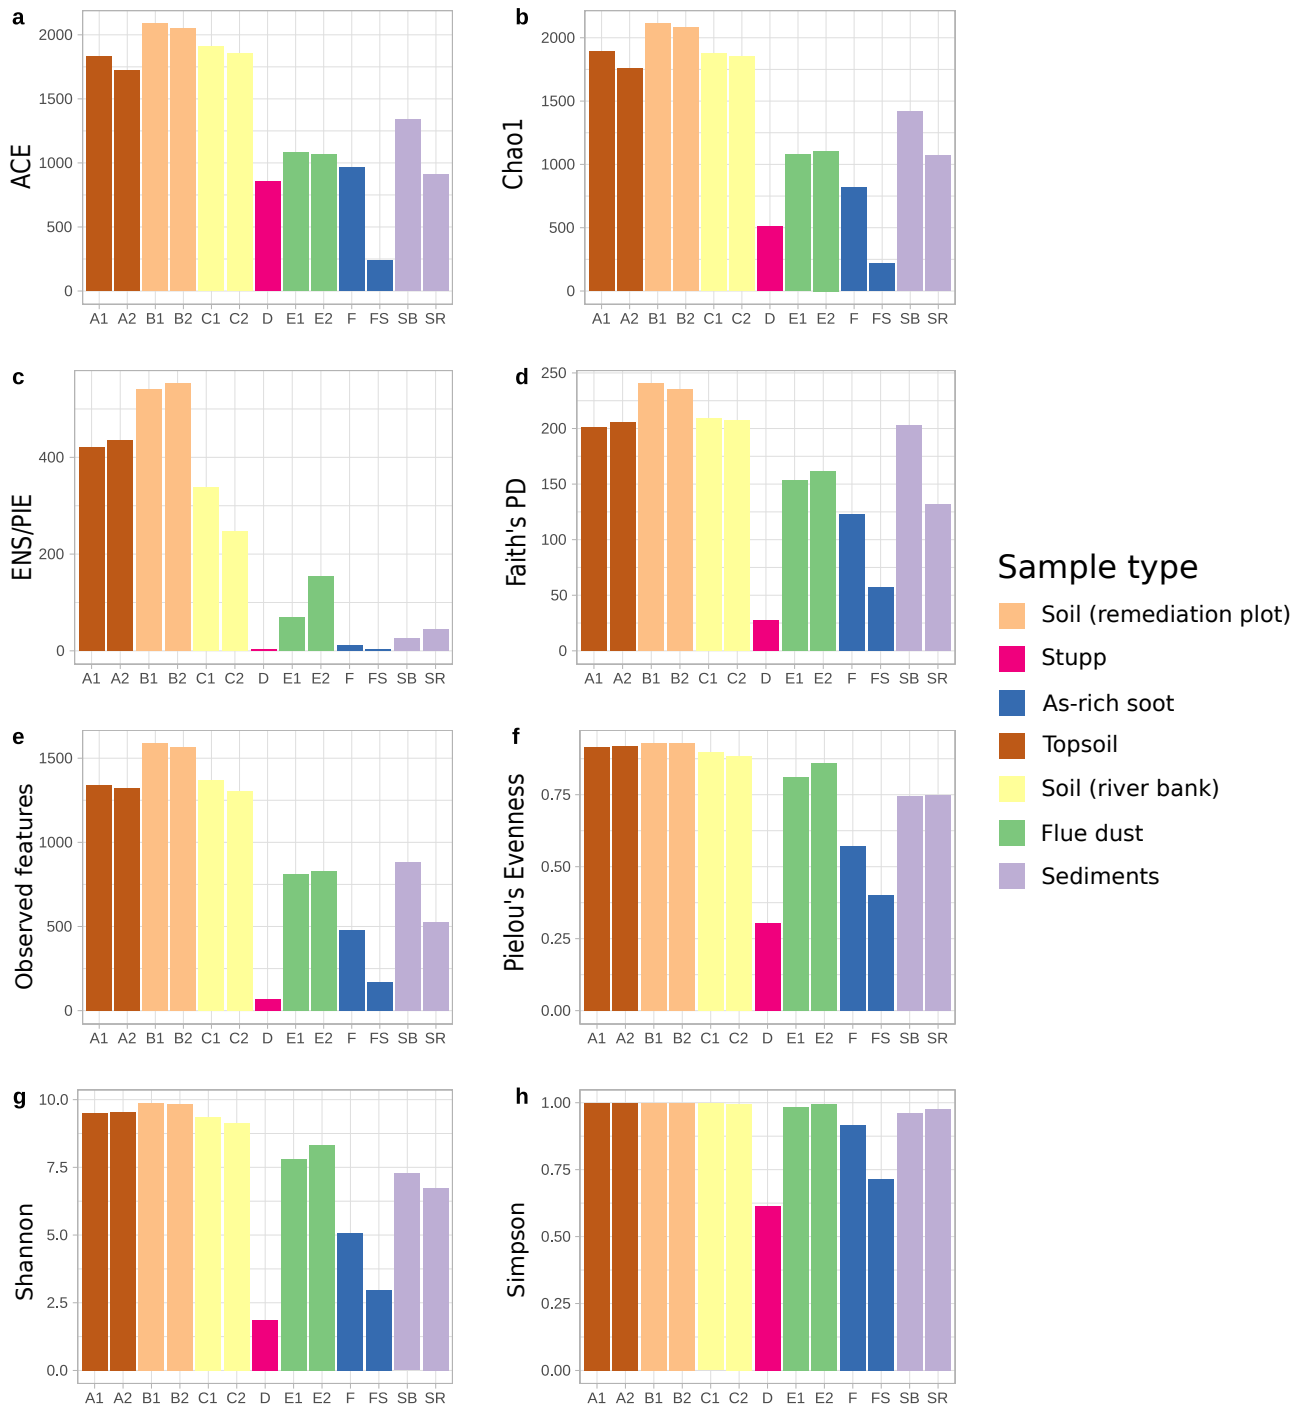 a
ACE
2000
1500
1000
500
0
A1 A2 B1 B2 C1 C2 D E1 E2 F FS SB SR
b
Chao1
2000
1500
1000
500
0
A1 A2 B1 B2 C1 C2 D E1 E2 F FS SB SR
c
ENS/PIE
400
200
0
A1 A2 B1 B2 C1 C2 D E1 E2 F FS SB SR
d
Faith's PD
250
200
150
100
50
0
A1 A2 B1 B2 C1 C2 D E1 E2 F FS SB SR
e
Observed features
1500
1000
500
0
A1 A2 B1 B2 C1 C2 D E1 E2 F FS SB SR
f
Pielou's Evenness
0.75
0.50
0.25
0.00
A1 A2 B1 B2 C1 C2 D E1 E2 F FS SB SR
g
Shannon
10.0
7.5
5.0
2.5
0.0
A1 A2 B1 B2 C1 C2 D E1 E2 F FS SB SR
h
Simpson
1.00
0.75
0.50
0.25
0.00
A1 A2 B1 B2 C1 C2 D E1 E2 F FS SB SR
Sample type
Soil (remediation plot)
Stupp
As-rich soot
Topsoil
Soil (river bank)
Flue dust
Sediments